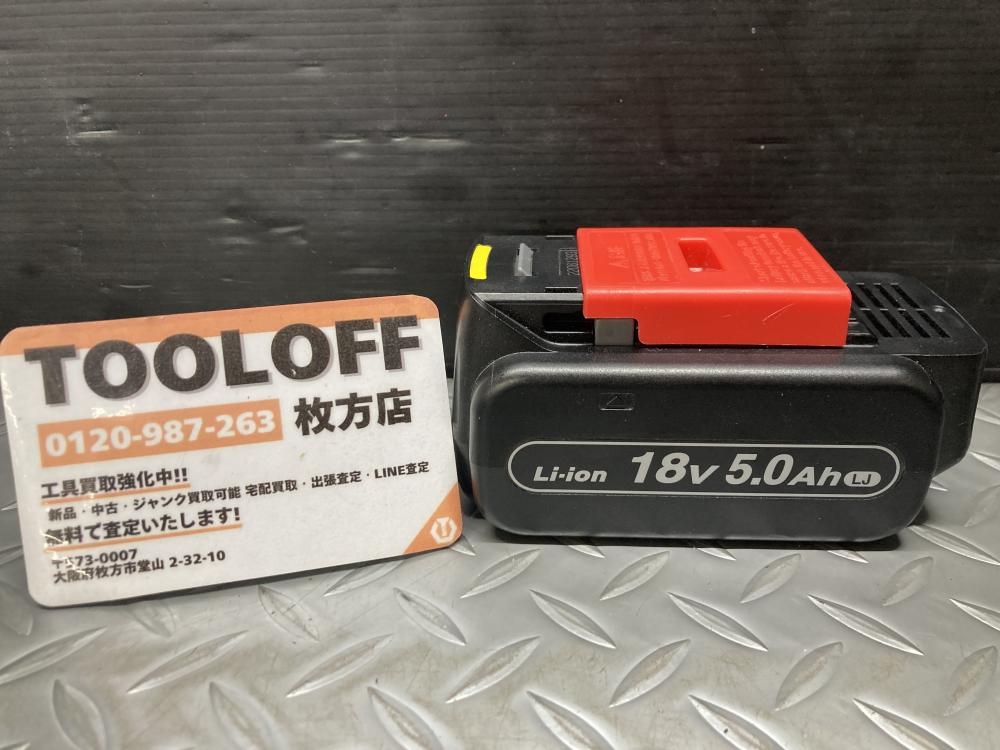 TOOLOFF
0120-987-263 枚方店
工具買取強化中!!
新品・中古・ジャンク買取可能 宅配買取・出張査定・LINE査定
無料で査定いたします!
〒573-0007
大阪府枚方市堂山 2-32-10
Li-ion 18V 5.0Ah LJ